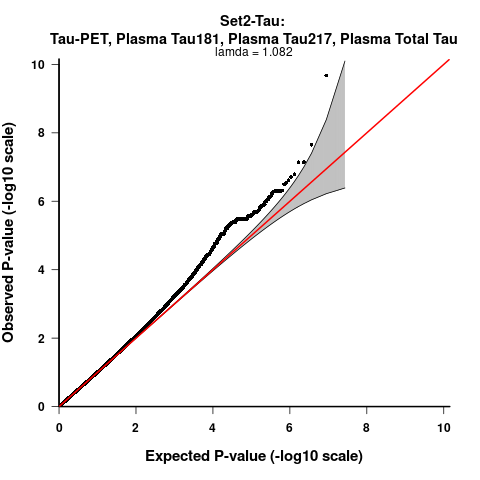 Set2-Tau:
Tau-PET, Plasma Tau181, Plasma Tau217, Plasma Total Tau
lamda = 1.082
Observed P-value (-log10 scale)
10
8
6
4
2
0
0 2 4 6 8 10
Expected P-value (-log10 scale)